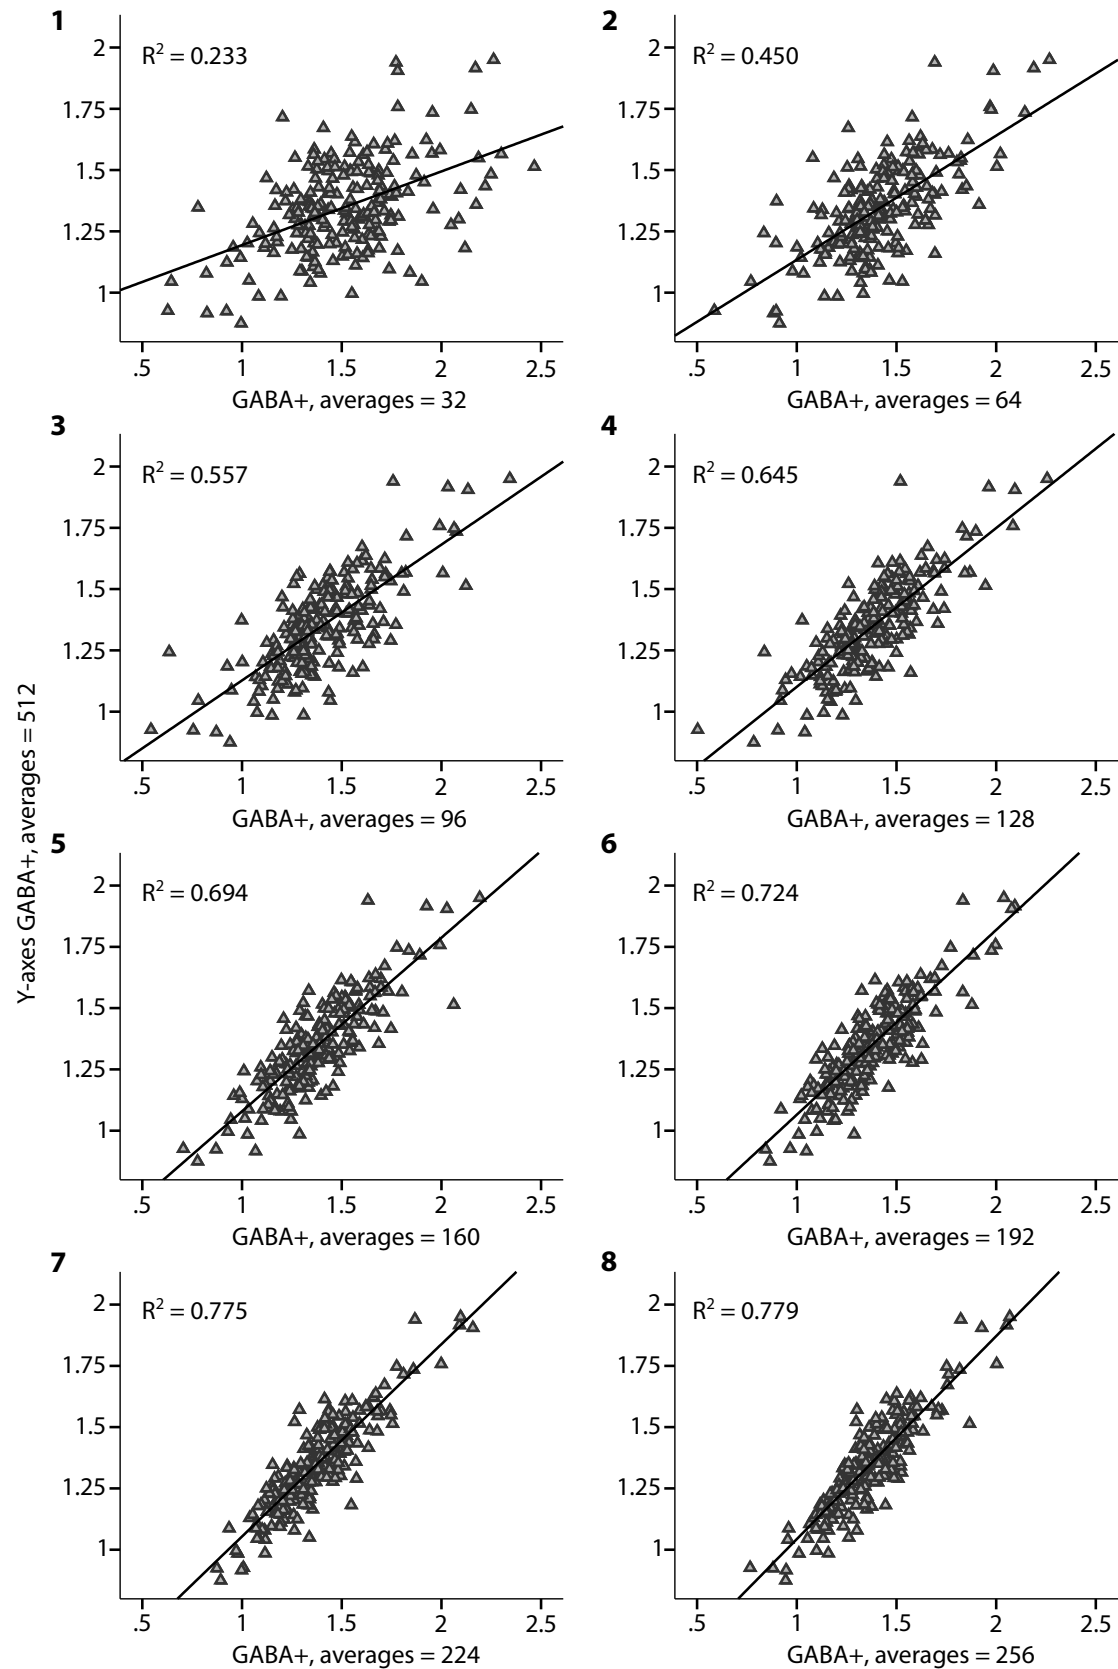 1
R² = 0.233
2
1.75
1.5
1.25
1
.5 1 1.5 2 2.5
GABA+, averages = 32
2
R² = 0.450
2
1.75
1.5
1.25
1
.5 1 1.5 2 2.5
GABA+, averages = 64
3
R² = 0.557
2
1.75
1.5
1.25
1
.5 1 1.5 2 2.5
GABA+, averages = 96
4
R² = 0.645
2
1.75
1.5
1.25
1
.5 1 1.5 2 2.5
GABA+, averages = 128
Y-axes GABA+, averages = 512
5
R² = 0.694
2
1.75
1.5
1.25
1
.5 1 1.5 2 2.5
GABA+, averages = 160
6
R² = 0.724
2
1.75
1.5
1.25
1
.5 1 1.5 2 2.5
GABA+, averages = 192
7
R² = 0.775
2
1.75
1.5
1.25
1
.5 1 1.5 2 2.5
GABA+, averages = 224
8
R² = 0.779
2
1.75
1.5
1.25
1
.5 1 1.5 2 2.5
GABA+, averages = 256